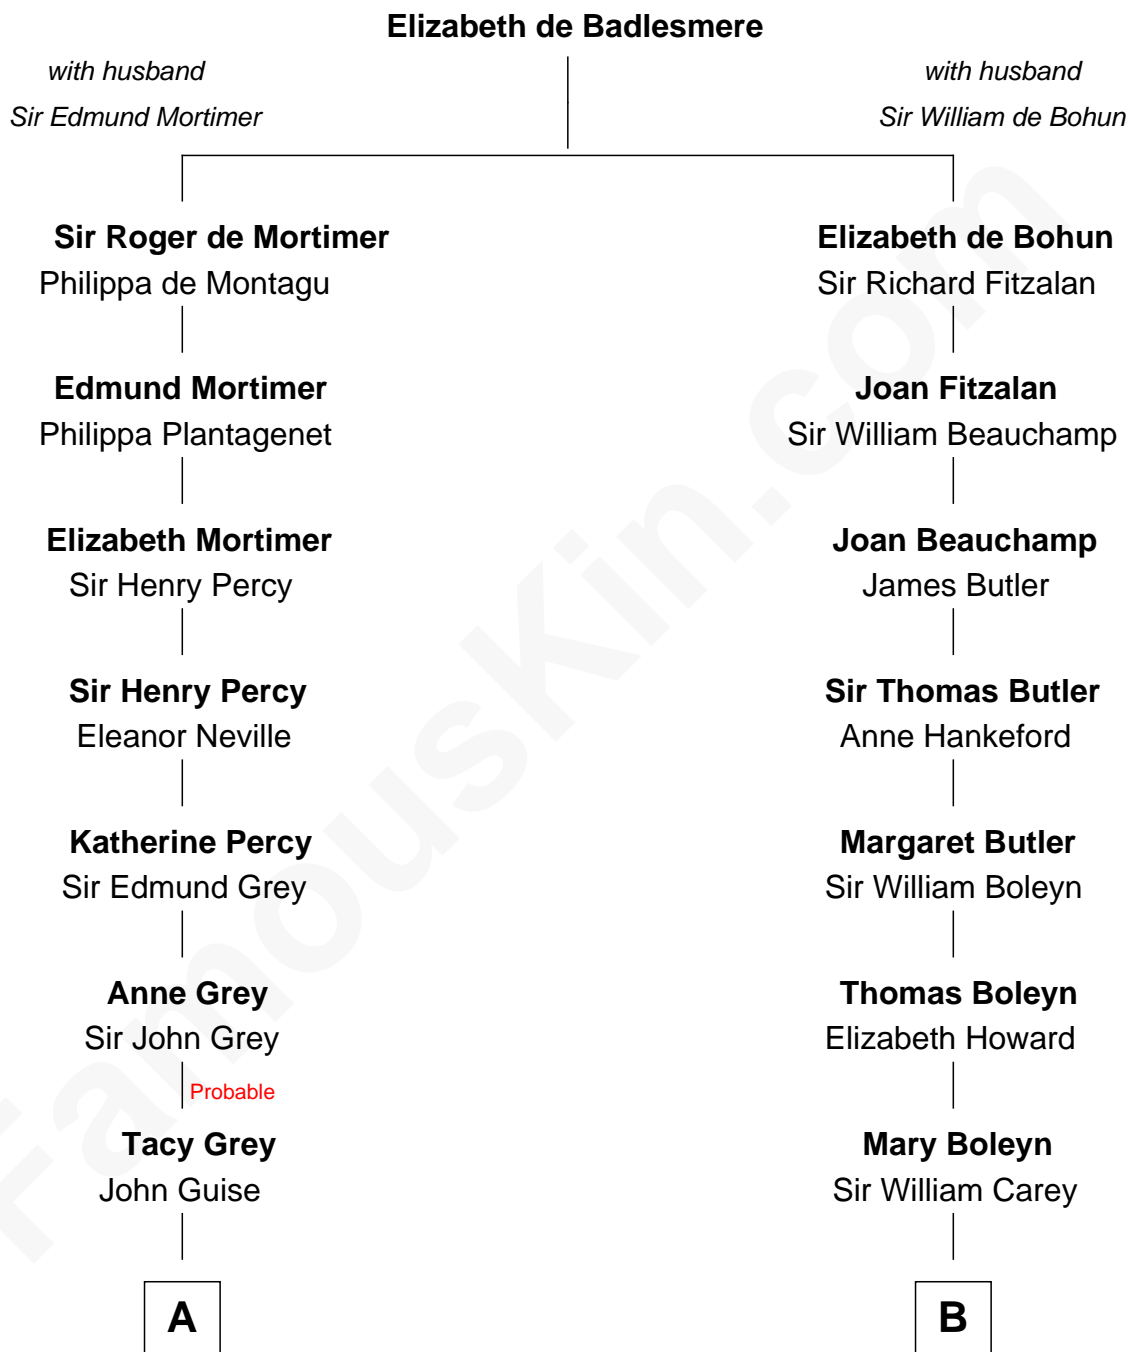 Elizabeth de Badlesmere
with husband
Sir Edmund Mortimer
with husband
Sir William de Bohun
Sir Roger de Mortimer
Philippa de Montagu
Elizabeth de Bohun
Sir Richard Fitzalan
Edmund Mortimer
Philippa Plantagenet
Joan Fitzalan
Sir William Beauchamp
Elizabeth Mortimer
Sir Henry Percy
Joan Beauchamp
James Butler
Sir Henry Percy
Eleanor Neville
Sir Thomas Butler
Anne Hankeford
Katherine Percy
Sir Edmund Grey
Margaret Butler
Sir William Boleyn
Anne Grey
Sir John Grey
Thomas Boleyn
Elizabeth Howard
Probable
Tacy Grey
John Guise
Mary Boleyn
Sir William Carey
A
B
FamousKin.com